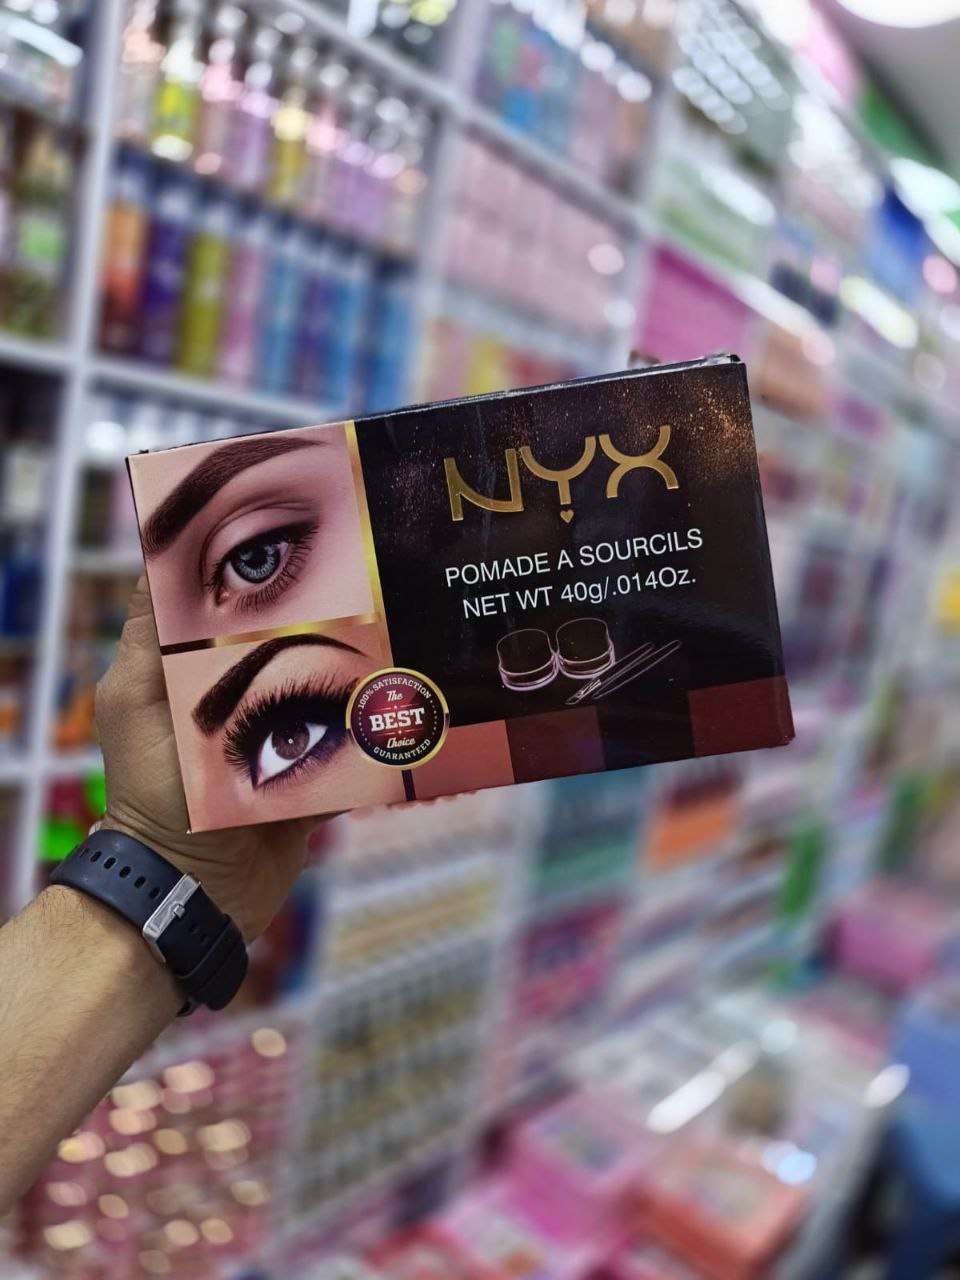 NYX
POMADE A SOURCILS
NET WT 40g/.014Oz.
100% SATISFACTION
The
BEST
Choice
GUARANTEED